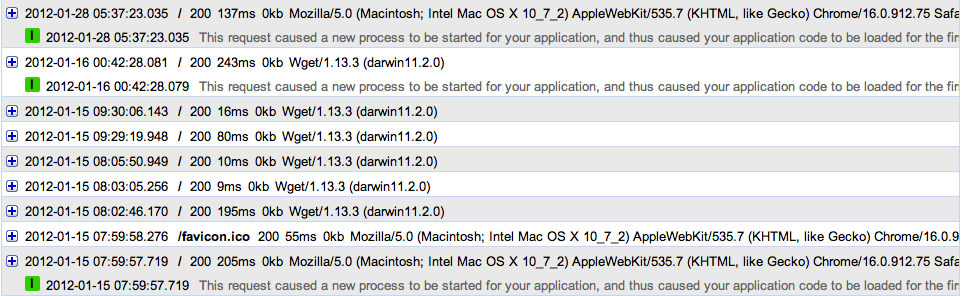 2012-01-28 05:37:23.035 / 200 137ms 0kb Mozilla/5.0 (Macintosh; Intel Mac OS X 10_7_2) AppleWebKit/535.7 (KHTML, like Gecko) Chrome/16.0.912.75 Safa
I 2012-01-28 05:37:23.035 This request caused a new process to be started for your application, and thus caused your application code to be loaded for the fir
2012-01-16 00:42:28.081 / 200 243ms 0kb Wget/1.13.3 (darwin11.2.0)
I 2012-01-16 00:42:28.079 This request caused a new process to be started for your application, and thus caused your application code to be loaded for the fir
2012-01-15 09:30:06.143 / 200 16ms 0kb Wget/1.13.3 (darwin11.2.0)
2012-01-15 09:29:19.948 / 200 80ms 0kb Wget/1.13.3 (darwin11.2.0)
2012-01-15 08:05:50.949 / 200 10ms 0kb Wget/1.13.3 (darwin11.2.0)
2012-01-15 08:03:05.256 / 200 9ms 0kb Wget/1.13.3 (darwin11.2.0)
2012-01-15 08:02:46.170 / 200 195ms 0kb Wget/1.13.3 (darwin11.2.0)
2012-01-15 07:59:58.276 /favicon.ico 200 55ms 0kb Mozilla/5.0 (Macintosh; Intel Mac OS X 10_7_2) AppleWebKit/535.7 (KHTML, like Gecko) Chrome/16.0.9
2012-01-15 07:59:57.719 / 200 205ms 0kb Mozilla/5.0 (Macintosh; Intel Mac OS X 10_7_2) AppleWebKit/535.7 (KHTML, like Gecko) Chrome/16.0.912.75 Safa
I 2012-01-15 07:59:57.719 This request caused a new process to be started for your application, and thus caused your application code to be loaded for the fir